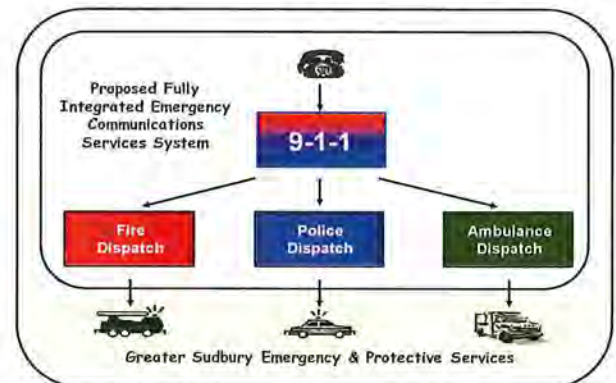 Proposed Fully
Integrated Emergency
Communications
Services System
9-1-1
Fire
Dispatch
Police
Dispatch
Ambulance
Dispatch
Greater Sudbury Emergency & Protective Services